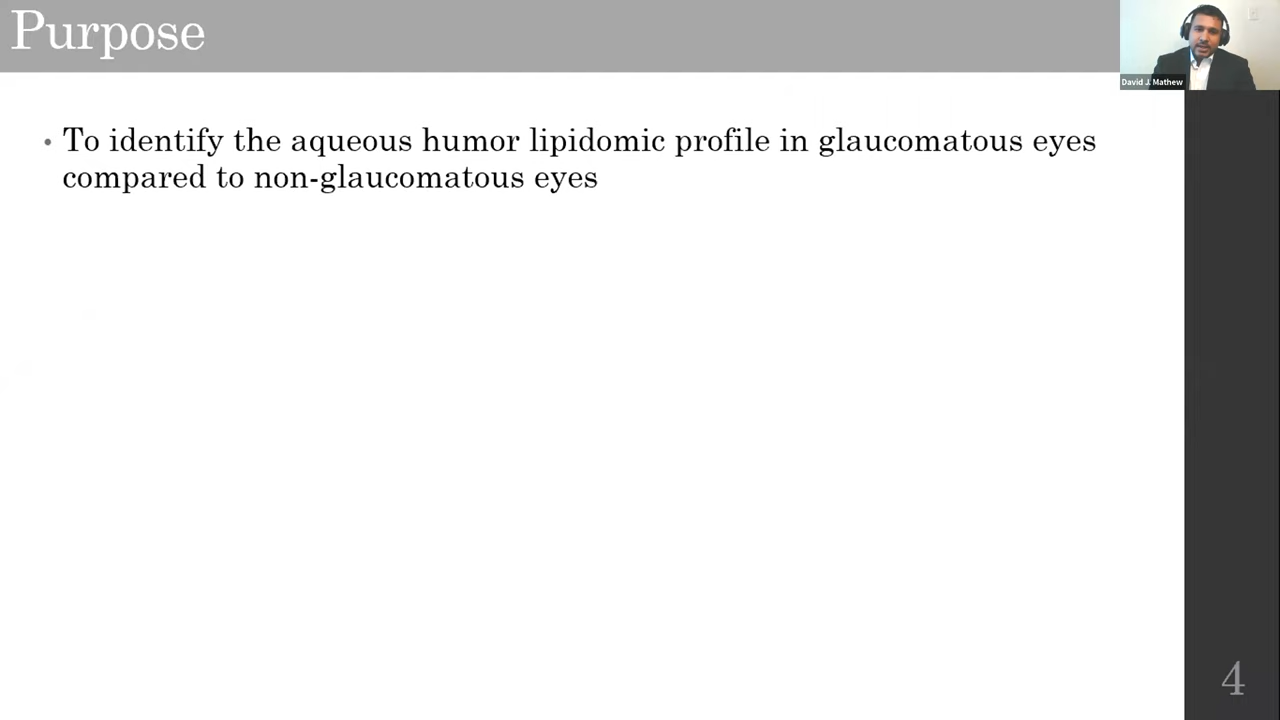 Purpose
David J. Mathew
• To identify the aqueous humor lipidomic profile in glaucomatous eyes
compared to non-glaucomatous eyes
4